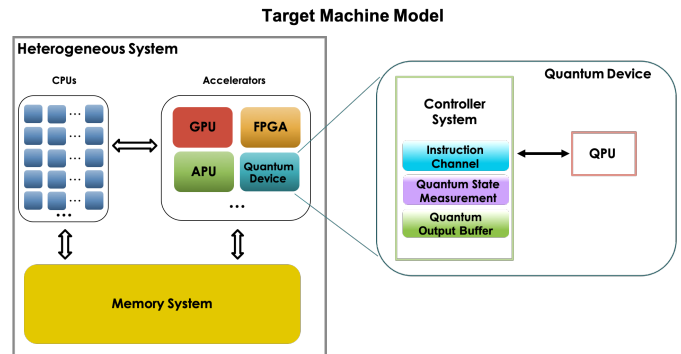 Target Machine Model
Heterogeneous System
CPUs
...
...
...
...
...
...
Accelerators
GPU
FPGA
APU
Quantum
Device
...
Memory System
Quantum Device
Controller
System
Instruction
Channel
Quantum State
Measurement
Quantum
Output Buffer
QPU